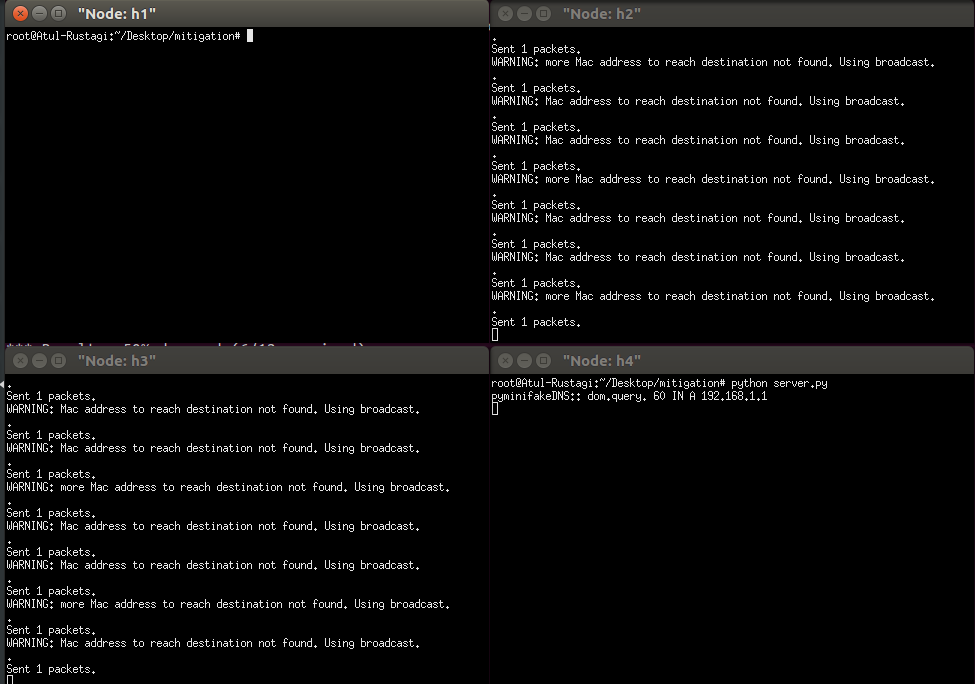 "Node: h1"
root@Atul-Rustagi:~/Desktop/mitigation#
"Node: h2"
.
Sent 1 packets.
WARNING: more Mac address to reach destination not found. Using broadcast.
.
Sent 1 packets.
WARNING: Mac address to reach destination not found. Using broadcast.
.
Sent 1 packets.
WARNING: Mac address to reach destination not found. Using broadcast.
.
Sent 1 packets.
WARNING: more Mac address to reach destination not found. Using broadcast.
.
Sent 1 packets.
WARNING: Mac address to reach destination not found. Using broadcast.
.
Sent 1 packets.
WARNING: Mac address to reach destination not found. Using broadcast.
.
Sent 1 packets.
WARNING: more Mac address to reach destination not found. Using broadcast.
.
Sent 1 packets.
"Node: h3"
.
Sent 1 packets.
WARNING: Mac address to reach destination not found. Using broadcast.
.
Sent 1 packets.
WARNING: Mac address to reach destination not found. Using broadcast.
.
Sent 1 packets.
WARNING: more Mac address to reach destination not found. Using broadcast.
.
Sent 1 packets.
WARNING: Mac address to reach destination not found. Using broadcast.
.
Sent 1 packets.
WARNING: Mac address to reach destination not found. Using broadcast.
.
Sent 1 packets.
WARNING: more Mac address to reach destination not found. Using broadcast.
.
Sent 1 packets.
WARNING: Mac address to reach destination not found. Using broadcast.
.
Sent 1 packets.
"Node: h4"
root@Atul-Rustagi:~/Desktop/mitigation# python server.py
pyminifakeDNS:: dom.query. 60 IN A 192.168.1.1